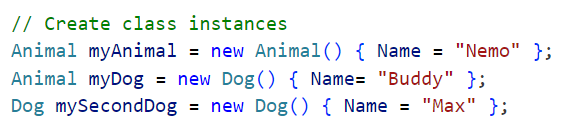 // Create class instances
Animal myAnimal = new Animal() { Name = "Nemo" };
Animal myDog = new Dog() { Name= "Buddy" };
Dog mySecondDog = new Dog() { Name = "Max" };